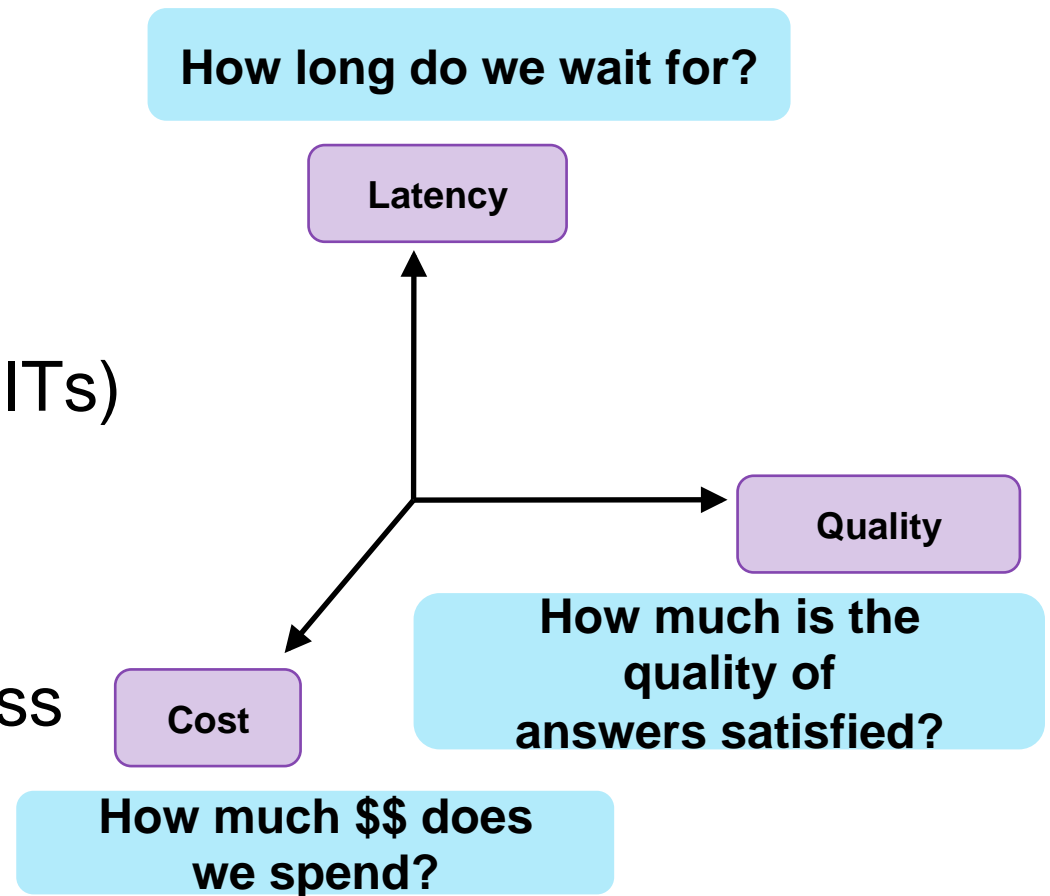 How long do we wait for?
Latency
ITs)
Quality
How much is the
quality of
answers satisfied?
ss
Cost
How much $$ does
we spend?